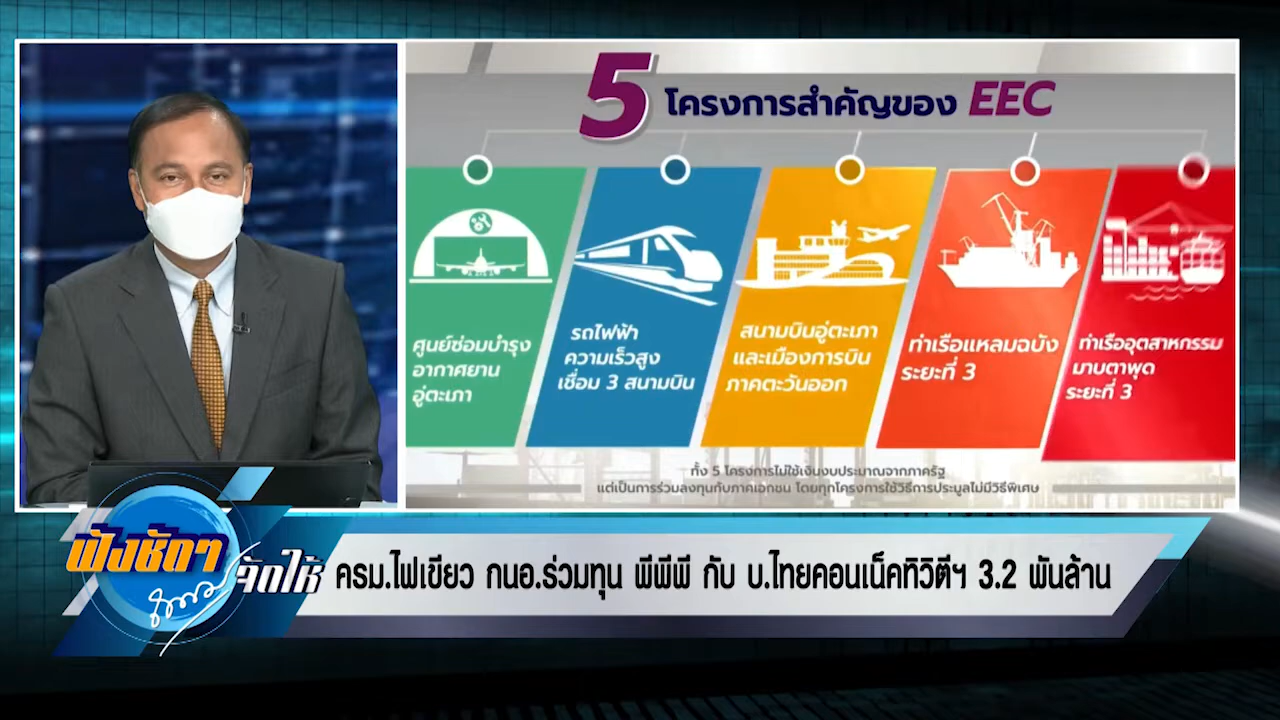 5 โครงการสำคัญของ EEC
ศูนย์ซ่อมบำรุง
อากาศยาน
อู่ตะเภา
รถไฟฟ้า
ความเร็วสูง
เชื่อม 3 สนามบิน
สนามบินอู่ตะเภา
และเมืองการบิน
ภาคตะวันออก
ท่าเรือแหลมฉบัง
ระยะที่ 3
ท่าเรืออุตสาหกรรม
มาบตาพุด
ระยะที่ 3
ทั้ง 5 โครงการไม่ใช้เงินงบประมาณจากภาครัฐ
แต่เป็นการร่วมลงทุนกับภาคเอกชน โดยทุกโครงการใช้วิธีการประมูลไม่มีวิธีพิเศษ
ฟังชัดๆ
จัดให้
ครม.ไฟเขียว กนอ.ร่วมทุน พีพีพี กับ บ.ไทยคอนเน็คทิวิตีฯ 3.2 พันล้าน